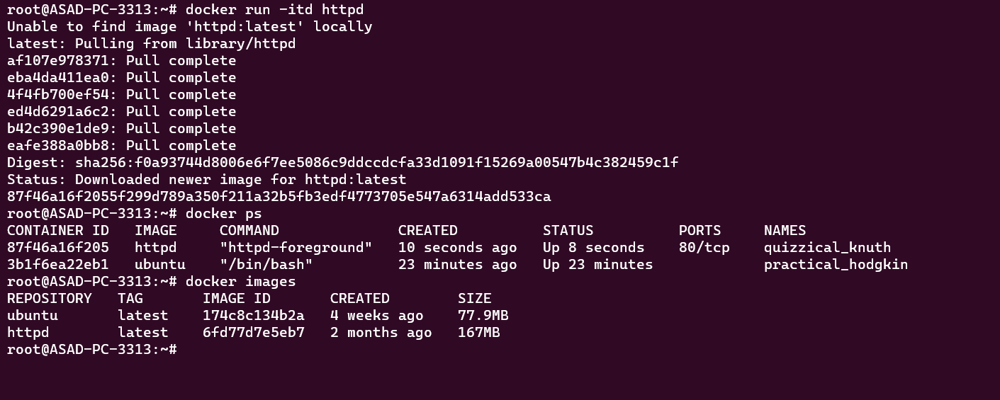 root@ASAD-PC-3313:~# docker run -itd httpd
Unable to find image 'httpd:latest' locally
latest: Pulling from library/httpd
af107e978371: Pull complete
eba4da411ea0: Pull complete
4f4fb700ef54: Pull complete
ed4d6291a6c2: Pull complete
b42c390e1de9: Pull complete
eafe388a0bb8: Pull complete
Digest: sha256:f0a93744d8006e6f7ee5086c9ddccdcfa33d1091f15269a00547b4c382459c1f
Status: Downloaded newer image for httpd:latest
87f46a16f2055f299d789a350f211a32b5fb3edf4773705e547a6314add533ca
root@ASAD-PC-3313:~# docker ps
CONTAINER ID   IMAGE     COMMAND              CREATED          STATUS          PORTS     NAMES
87f46a16f205   httpd     "httpd-foreground"   10 seconds ago   Up 8 seconds    80/tcp    quizzical_knuth
3b1f6ea22eb1   ubuntu    "/bin/bash"          23 minutes ago   Up 23 minutes             practical_hodgkin
root@ASAD-PC-3313:~# docker images
REPOSITORY   TAG       IMAGE ID       CREATED        SIZE
ubuntu       latest    174c8c134b2a   4 weeks ago    77.9MB
httpd        latest    6fd77d7e5eb7   2 months ago   167MB
root@ASAD-PC-3313:~#